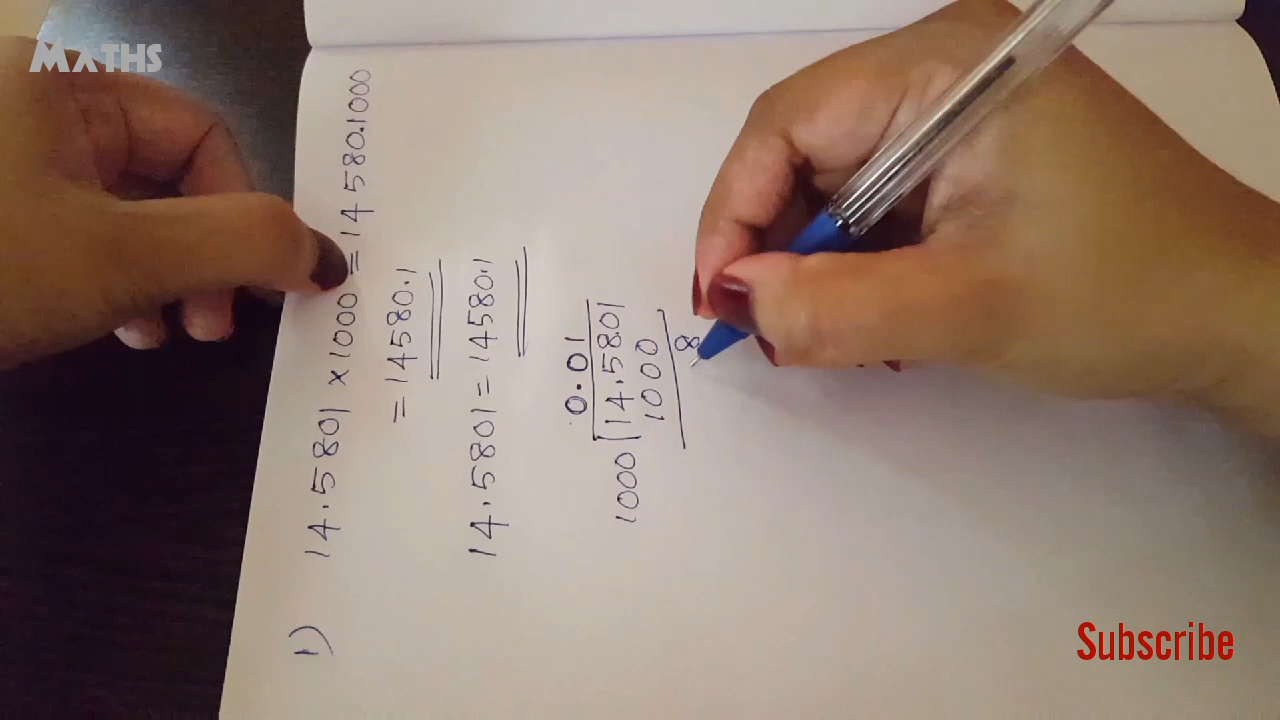 MATHS
1) 14.5801 × 1000 = 14580.1000
= 14580.1
14.5801 = 14580.1
0.01
1000 14.5801
1000
8
Subscribe